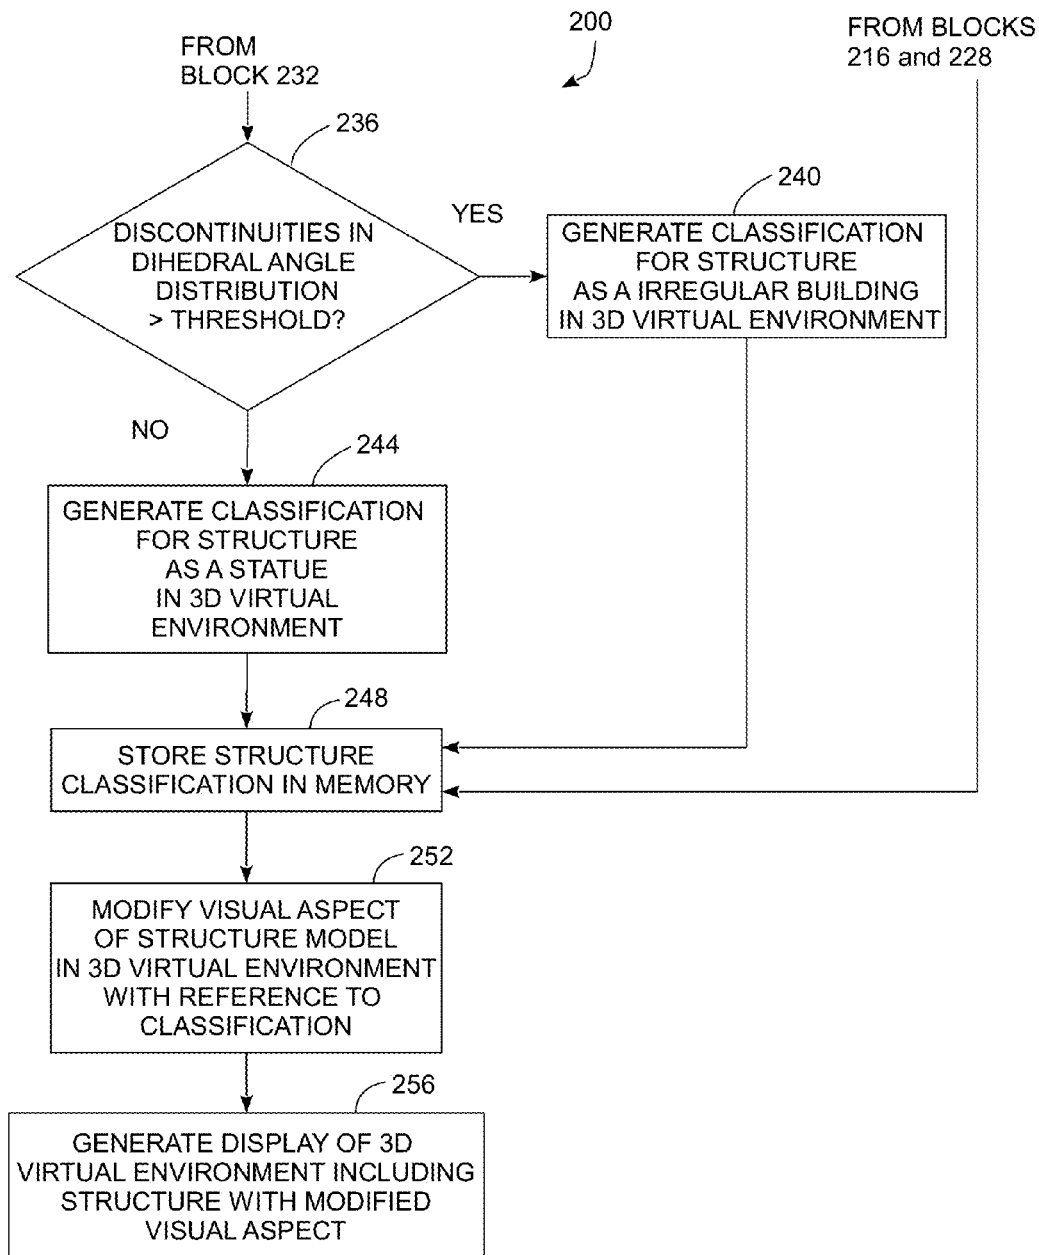 200
FROM BLOCKS
216 and 228
FROM
BLOCK 232
236
DISCONTINUITIES IN
DIHEDRAL ANGLE
DISTRIBUTION
> THRESHOLD?
YES
240
GENERATE CLASSIFICATION
FOR STRUCTURE
AS A IRREGULAR BUILDING
IN 3D VIRTUAL ENVIRONMENT
NO
244
GENERATE CLASSIFICATION
FOR STRUCTURE
AS A STATUE
IN 3D VIRTUAL
ENVIRONMENT
248
STORE STRUCTURE
CLASSIFICATION IN MEMORY
252
MODIFY VISUAL ASPECT
OF STRUCTURE MODEL
IN 3D VIRTUAL ENVIRONMENT
WITH REFERENCE TO
CLASSIFICATION
256
GENERATE DISPLAY OF 3D
VIRTUAL ENVIRONMENT INCLUDING
STRUCTURE WITH MODIFIED
VISUAL ASPECT